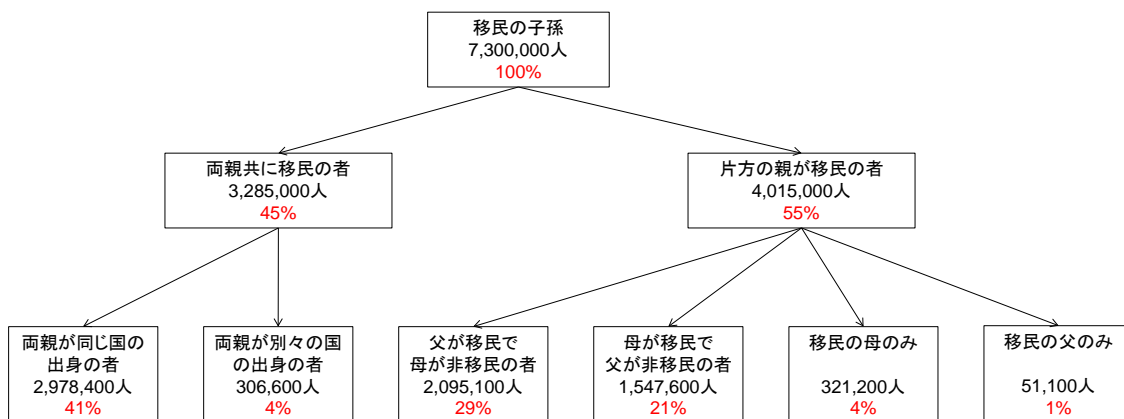 移民の子孫
7,300,000人
100%
両親共に移民の者
3,285,000人
45%
片方の親が移民の者
4,015,000人
55%
両親が同じ国の
出身の者
2,978,400人
41%
両親が別々の国
の出身の者
306,600人
4%
父が移民で
母が非移民の者
2,095,100人
29%
母が移民で
父が非移民の者
1,547,600人
21%
移民の母のみ
321,200人
4%
移民の父のみ
51,100人
1%